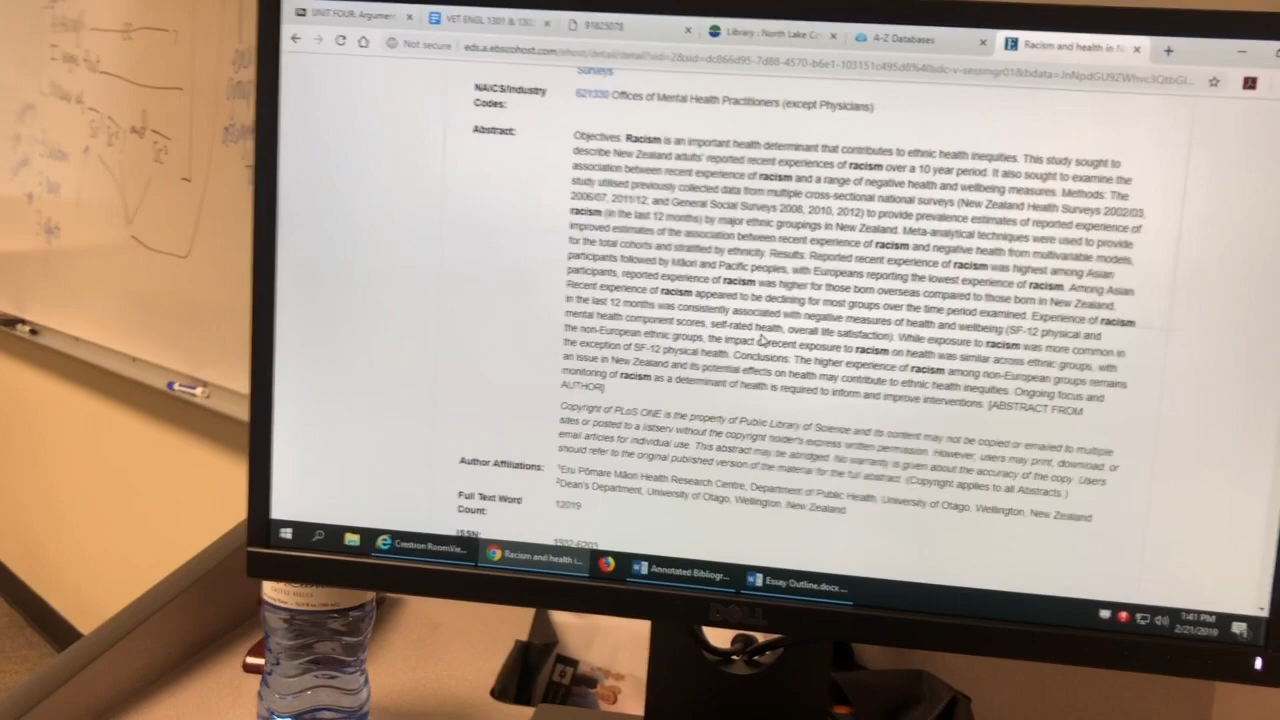 UNIT FOUR: Argumen
VET ENGL 1301 & 130
91825078
Library : North Lake Co
A-Z Databases
Racism and health in N
Not secure
Surveys
NAICS/Industry Codes:
621330 Offices of Mental Health Practitioners (except Physicians)
Abstract:
Objectives: Racism is an important health determinant that contributes to ethnic health inequities. This study sought to
describe New Zealand adults' reported recent experiences of racism over a 10 year period. It also sought to examine the
association between recent experience of racism and a range of negative health and wellbeing measures. Methods: The
study utilised previously collected data from multiple cross-sectional national surveys (New Zealand Health Surveys 2002/03,
2006/07, 2011/12; and General Social Surveys 2008, 2010, 2012) to provide prevalence estimates of reported experience of
racism (in the last 12 months) by major ethnic groupings in New Zealand. Meta-analytical techniques were used to provide
improved estimates of the association between recent experience of racism and negative health from multivariable models,
for the total cohorts and stratified by ethnicity. Results: Reported recent experience of racism was highest among Asian
participants followed by Māori and Pacific peoples, with Europeans reporting the lowest experience of racism. Among Asian
participants, reported experience of racism was higher for those born overseas compared to those born in New Zealand.
Recent experience of racism appeared to be declining for most groups over the time period examined. Experience of racism
in the last 12 months was consistently associated with negative measures of health and wellbeing (SF-12 physical and
mental health component scores, self-rated health, overall life satisfaction). While exposure to racism was more common in
the non-European ethnic groups, the impact of recent exposure to racism on health was similar across ethnic groups, with
the exception of SF-12 physical health. Conclusions: The higher experience of racism among non-European groups remains
an issue in New Zealand and its potential effects on health may contribute to ethnic health inequities. Ongoing focus and
monitoring of racism as a determinant of health is required to inform and improve interventions. [ABSTRACT FROM
AUTHOR]
Copyright of PLoS ONE is the property of Public Library of Science and its content may not be copied or emailed to multiple
sites or posted to a listserv without the copyright holder's express written permission. However, users may print, download, or
email articles for individual use. This abstract may be abridged. No warranty is given about the accuracy of the copy. Users
should refer to the original published version of the material for the full abstract. (Copyright applies to all Abstracts.)
Author Affiliations:
1Eru Pōmare Māori Health Research Centre, Department of Public Health, University of Otago, Wellington, New Zealand
2Dean's Department, University of Otago, Wellington, New Zealand
Full Text Word Count:
12019
ISSN:
1932-6203
Crestron RoomVie...
Racism and health i...
Annotated Bibliogr...
Essay Outline.docx ...
1:41 PM
2/21/2019
DELL